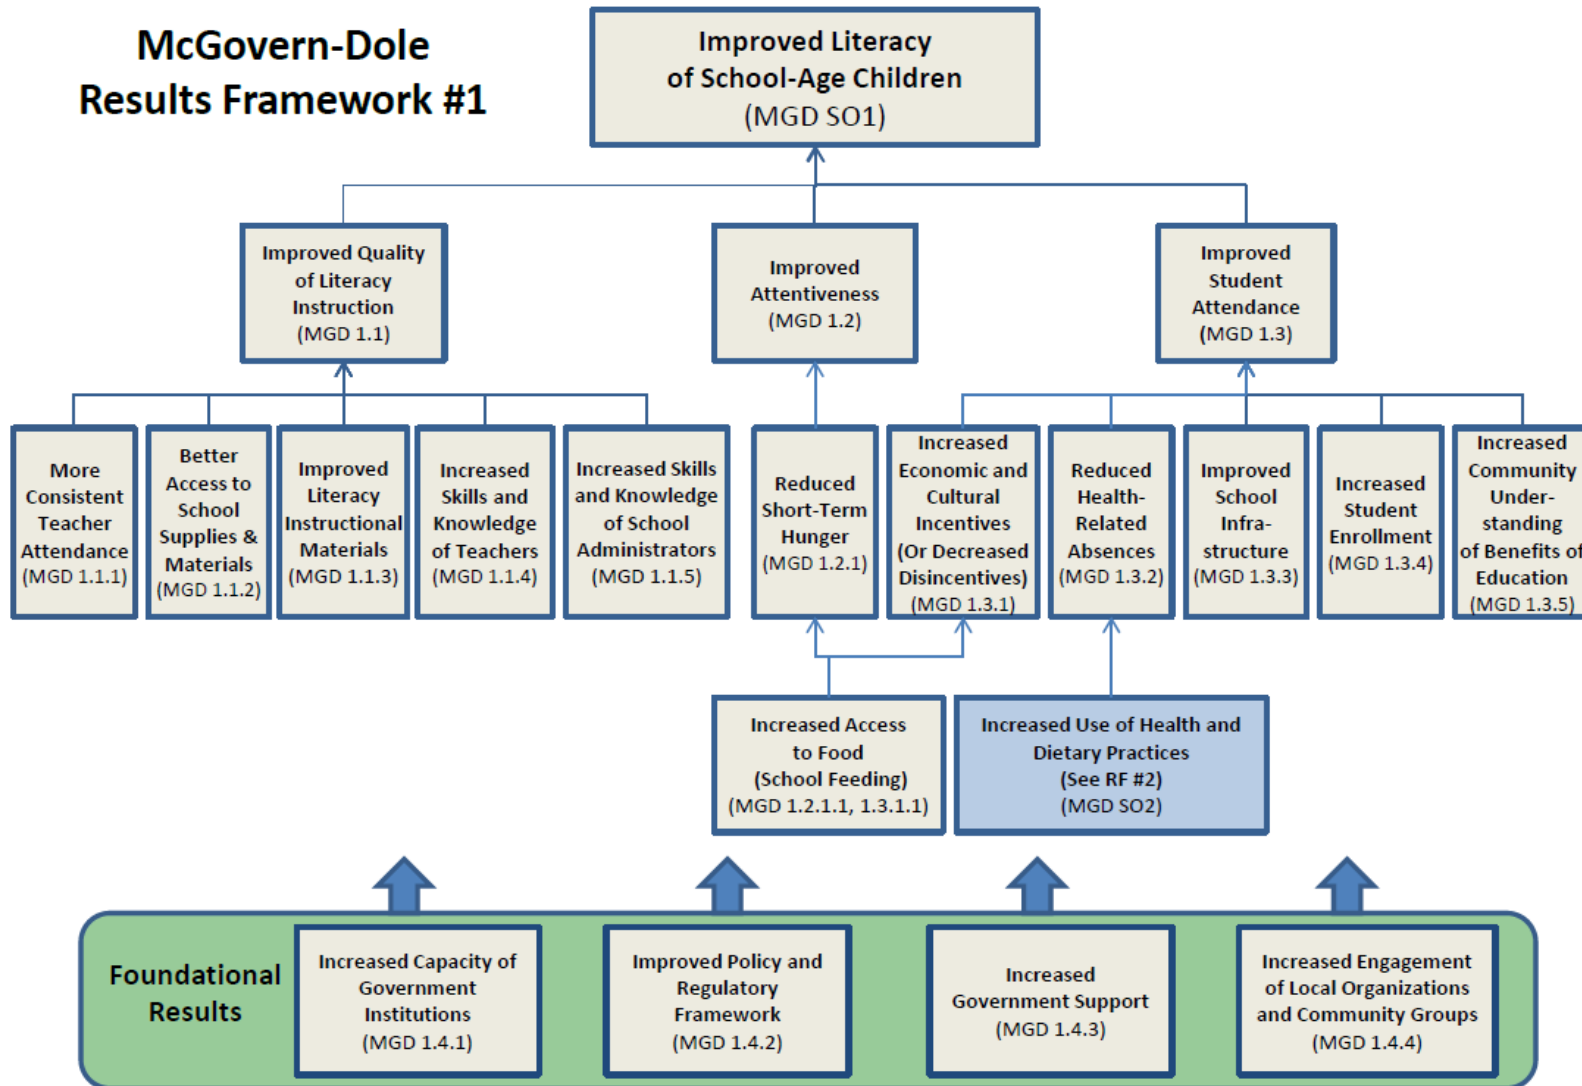 McGovern-Dole
Results Framework #1
Improved Literacy
of School-Age Children
(MGD SO1)
Improved Quality
of Literacy
Instruction
(MGD 1.1)
Improved
Attentiveness
(MGD 1.2)
Improved
Student
Attendance
(MGD 1.3)
More
Consistent
Teacher
Attendance
(MGD 1.1.1)
Better
Access to
School
Supplies &
Materials
(MGD 1.1.2)
Improved
Literacy
Instructional
Materials
(MGD 1.1.3)
Increased
Skills and
Knowledge
of Teachers
(MGD 1.1.4)
Increased Skills
and Knowledge
of School
Administrators
(MGD 1.1.5)
Reduced
Short-Term
Hunger
(MGD 1.2.1)
Increased
Economic and
Cultural
Incentives
(Or Decreased
Disincentives)
(MGD 1.3.1)
Reduced
Health-
Related
Absences
(MGD 1.3.2)
Improved
School
Infra-
structure
(MGD 1.3.3)
Increased
Student
Enrollment
(MGD 1.3.4)
Increased
Community
Under-
standing
of Benefits of
Education
(MGD 1.3.5)
Increased Access
to Food
(School Feeding)
(MGD 1.2.1.1, 1.3.1.1)
Increased Use of Health and
Dietary Practices
(See RF #2)
(MGD SO2)
Foundational
Results
Increased Capacity of
Government
Institutions
(MGD 1.4.1)
Improved Policy and
Regulatory
Framework
(MGD 1.4.2)
Increased
Government Support
(MGD 1.4.3)
Increased Engagement
of Local Organizations
and Community Groups
(MGD 1.4.4)